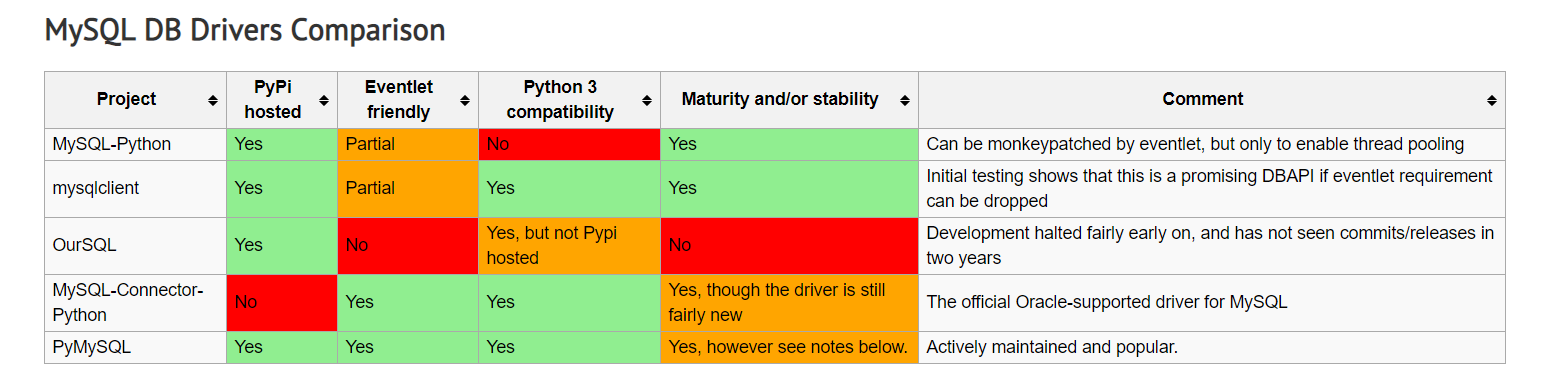 MySQL DB Drivers Comparison
Project
PyPi
hosted
Eventlet
friendly
Python 3
compatibility
Maturity and/or stability
Comment
MySQL-Python
Yes
Partial
No
Yes
Can be monkeypatched by eventlet, but only to enable thread pooling
mysqlclient
Yes
Partial
Yes
Yes
Initial testing shows that this is a promising DBAPI if eventlet requirement
can be dropped
OurSQL
Yes
No
Yes, but not Pypi
hosted
No
Development halted fairly early on, and has not seen commits/releases in
two years
MySQL-Connector-
Python
No
Yes
Yes
Yes, though the driver is still
fairly new
The official Oracle-supported driver for MySQL
PyMySQL
Yes
Yes
Yes
Yes, however see notes below.
Actively maintained and popular.